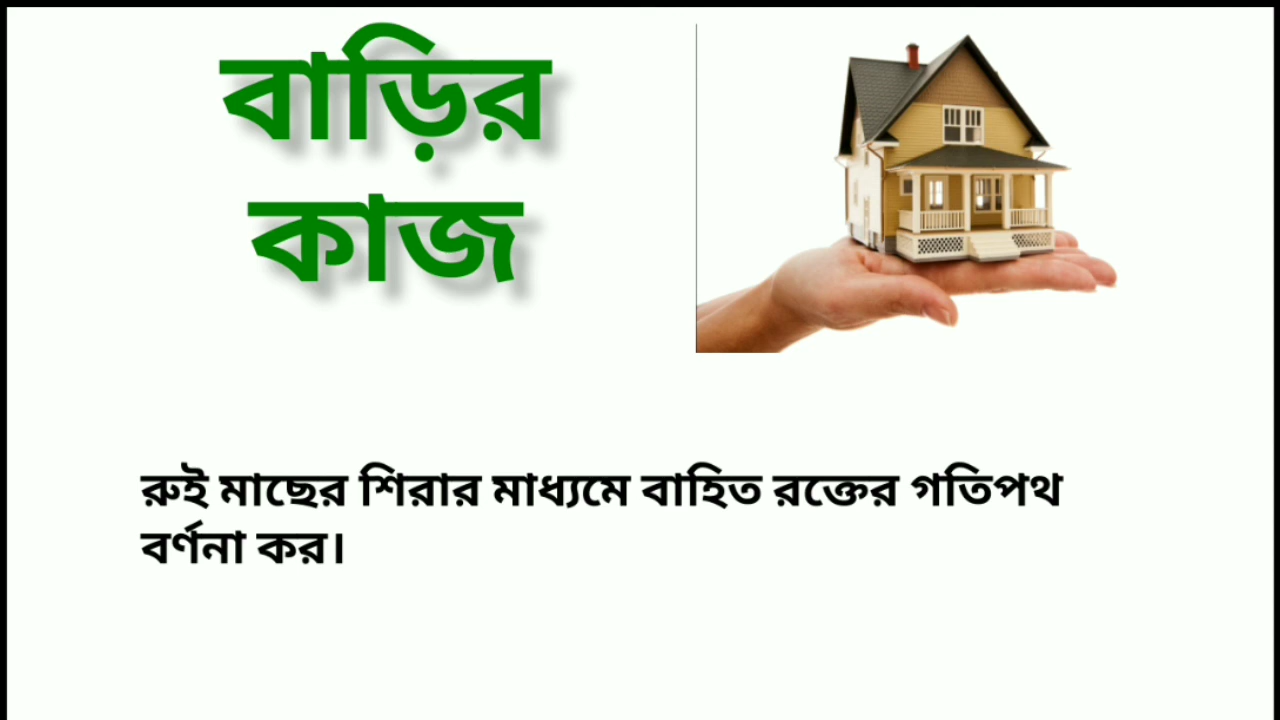 বাড়ির
কাজ
রুই মাছের শিরার মাধ্যমে বাহিত রক্তের গতিপথ
বর্ণনা কর।